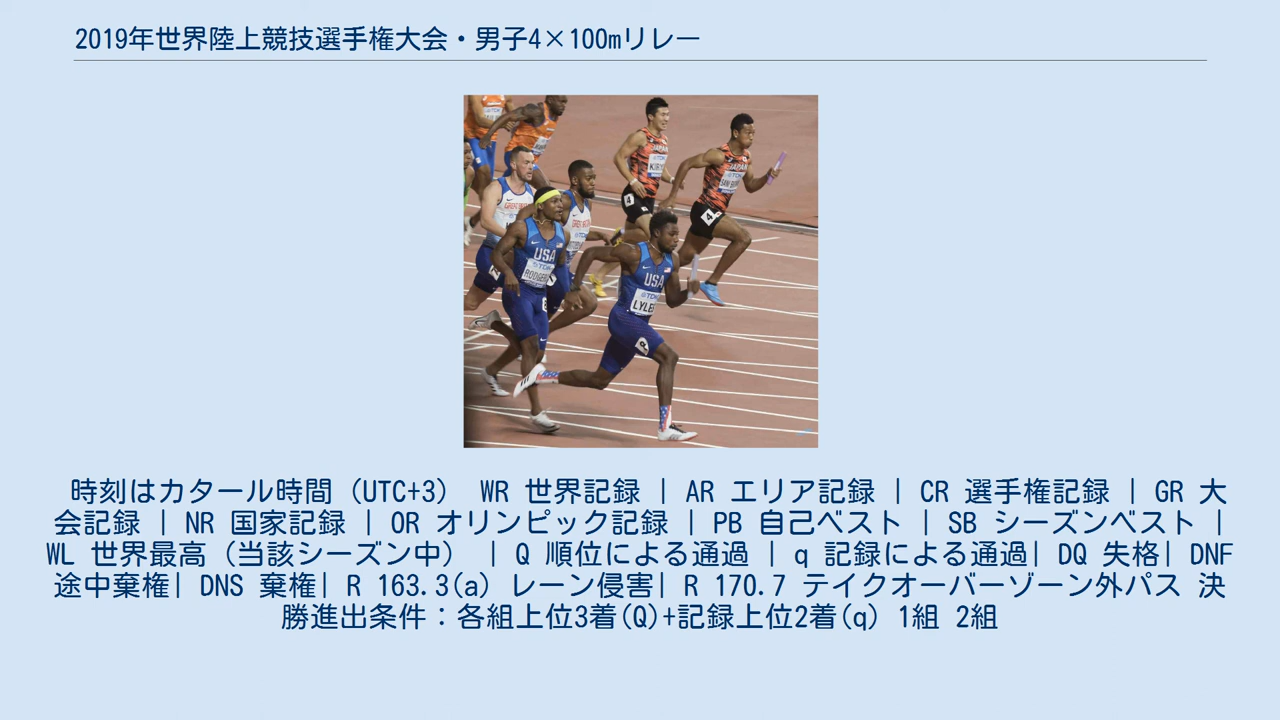 2019年世界陸上競技選手権大会・男子4×100mリレー
JAPAN
JAPAN
USA
TDK
USA
TDK
LYLES
時刻はカタール時間 (UTC+3) WR 世界記録 | AR エリア記録 | CR 選手権記録 | GR 大
会記録 | NR 国家記録 | OR オリンピック記録 | PB 自己ベスト | SB シーズンベスト |
WL 世界最高 (当該シーズン中) | Q 順位による通過 | q 記録による通過| DQ 失格| DNF
途中棄権| DNS 棄権| R 163.3(a) レーン侵害| R 170.7 テイクオーバーゾーン外パス 決
勝進出条件：各組上位3着(Q)+記録上位2着(q) 1組 2組